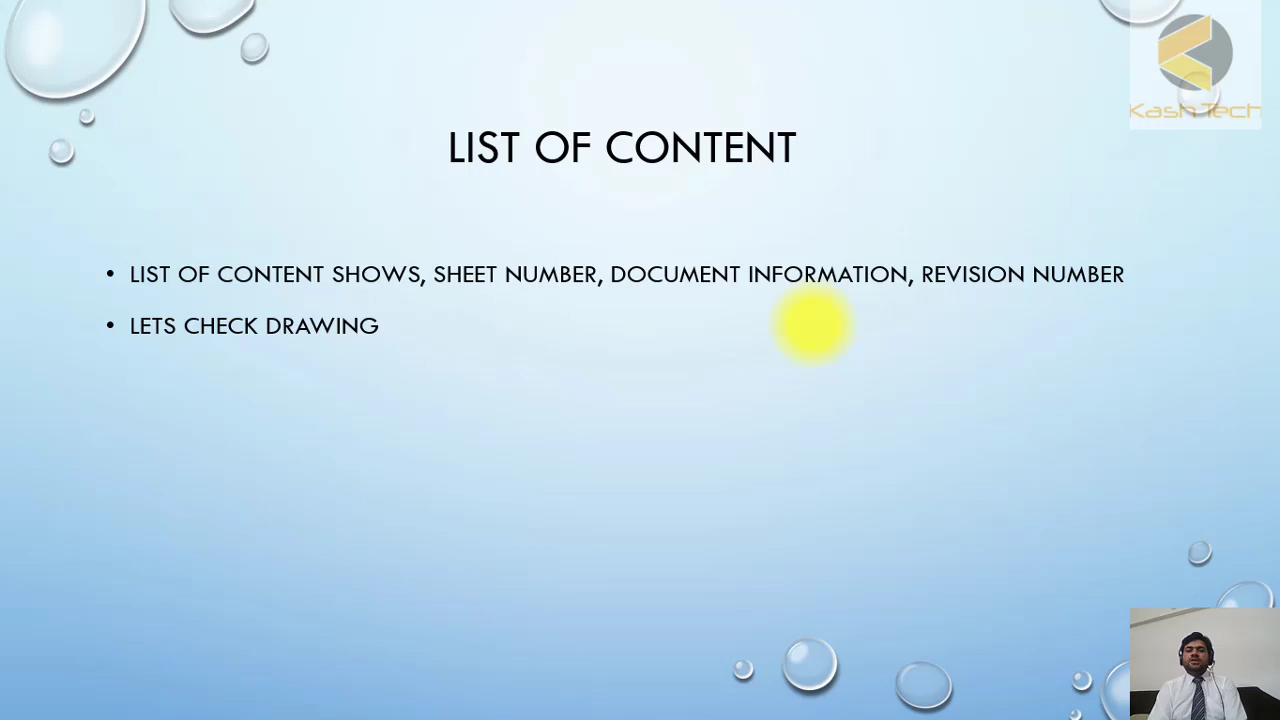 Kash Tech
LIST OF CONTENT
• LIST OF CONTENT SHOWS, SHEET NUMBER, DOCUMENT INFORMATION, REVISION NUMBER
• LETS CHECK DRAWING